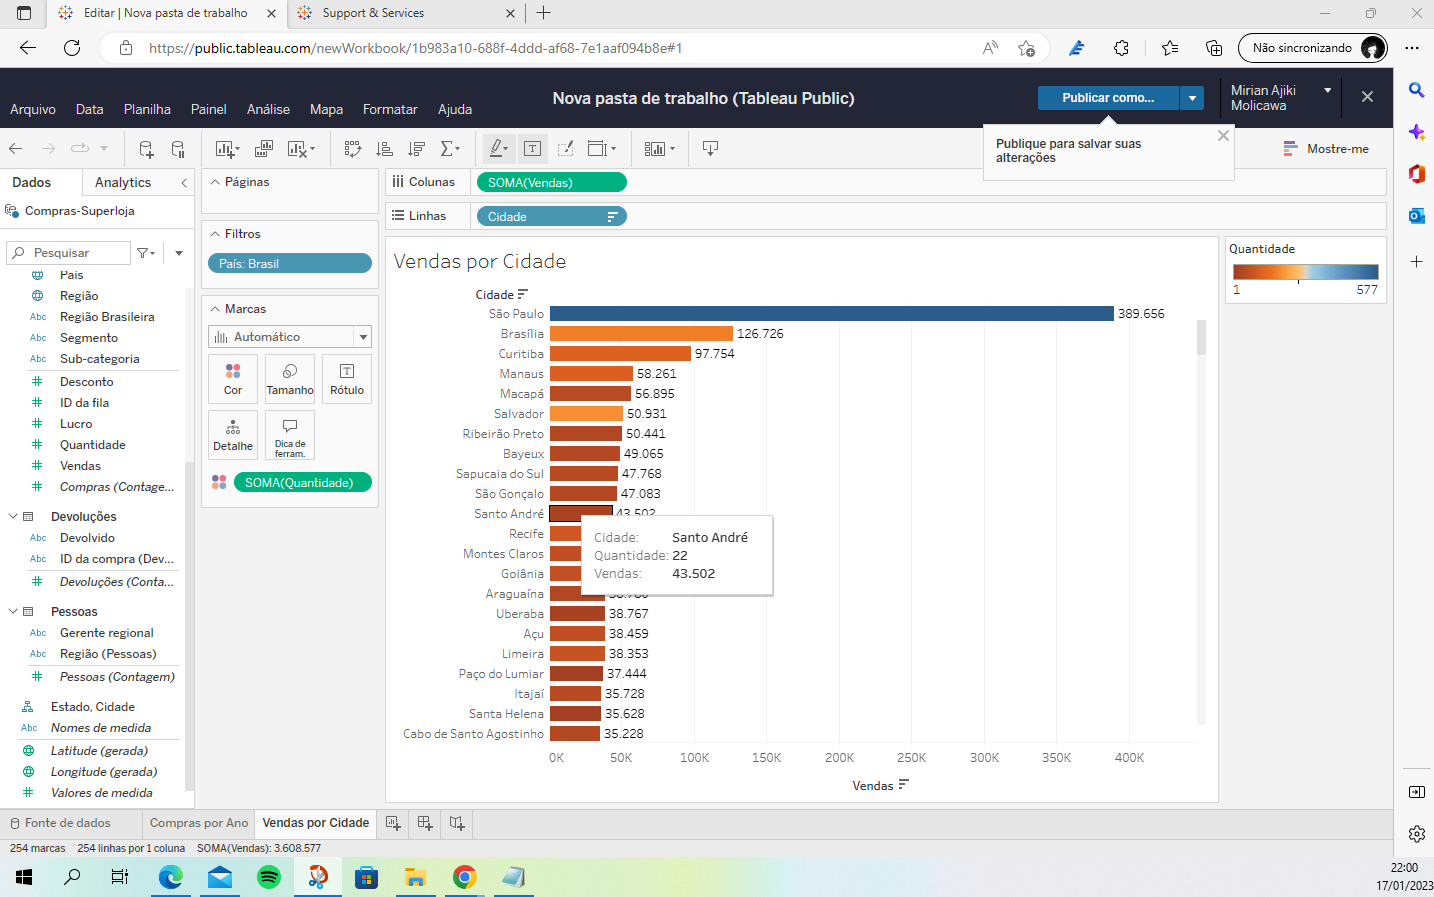 Editar | Nova pasta de trabalho
Support & Services
https://public.tableau.com/newWorkbook/1b983a10-688f-4ddd-af68-7e1aaf094b8e#1
Não sincronizando
Arquivo Data Planilha Painel Análise Mapa Formatar Ajuda
Nova pasta de trabalho (Tableau Public)
Publicar como...
Mirian Ajiki
Molicawa
Publique para salvar suas
alterações
Mostre-me
Dados Analytics
Compras-Superloja
Pesquisar
País
Região
Abc Região Brasileira
Abc Segmento
Abc Sub-categoria
Desconto
ID da fila
Lucro
Quantidade
Vendas
Compras (Contage...
Devoluções
Abc Devolvido
Abc ID da compra (Dev...
Devoluções (Conta...
Pessoas
Abc Gerente regional
Abc Região (Pessoas)
Pessoas (Contagem)
Estado, Cidade
Abc Nomes de medida
Latitude (gerada)
Longitude (gerada)
Valores de medida
Páginas
Filtros
País: Brasil
Marcas
Automático
Cor Tamanho Rótulo
Detalhe
Dica de
ferram.
SOMA(Quantidade)
Colunas SOMA(Vendas)
Linhas Cidade
Vendas por Cidade
Cidade
São Paulo 389.656
Brasília 126.726
Curitiba 97.754
Manaus 58.261
Macapá 56.895
Salvador 50.931
Ribeirão Preto 50.441
Bayeux 49.065
Sapucaia do Sul 47.768
São Gonçalo 47.083
Santo André 43.502
Recife
Montes Claros
Goiânia
Araguaína
Uberaba 38.767
Açu 38.459
Limeira 38.353
Paço do Lumiar 37.444
Itajaí 35.728
Santa Helena 35.628
Cabo de Santo Agostinho 35.228
Cidade: Santo André
Quantidade: 22
Vendas: 43.502
0K 50K 100K 150K 200K 250K 300K 350K 400K
Vendas
Quantidade
1 577
Fonte de dados Compras por Ano Vendas por Cidade
254 marcas 254 linhas por 1 coluna SOMA(Vendas): 3.608.577
22:00
17/01/2023